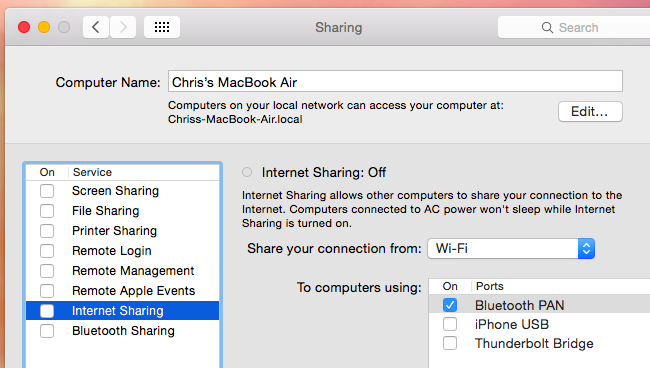 Sharing
Search
Computer Name: Chris's MacBook Air
Computers on your local network can access your computer at:
Chriss-MacBook-Air.local
Edit...
On Service
Screen Sharing
File Sharing
Printer Sharing
Remote Login
Remote Management
Remote Apple Events
Internet Sharing
Bluetooth Sharing
Internet Sharing: Off
Internet Sharing allows other computers to share your connection to the
Internet. Computers connected to AC power won't sleep while Internet
Sharing is turned on.
Share your connection from: Wi-Fi
To computers using:
On Ports
Bluetooth PAN
iPhone USB
Thunderbolt Bridge